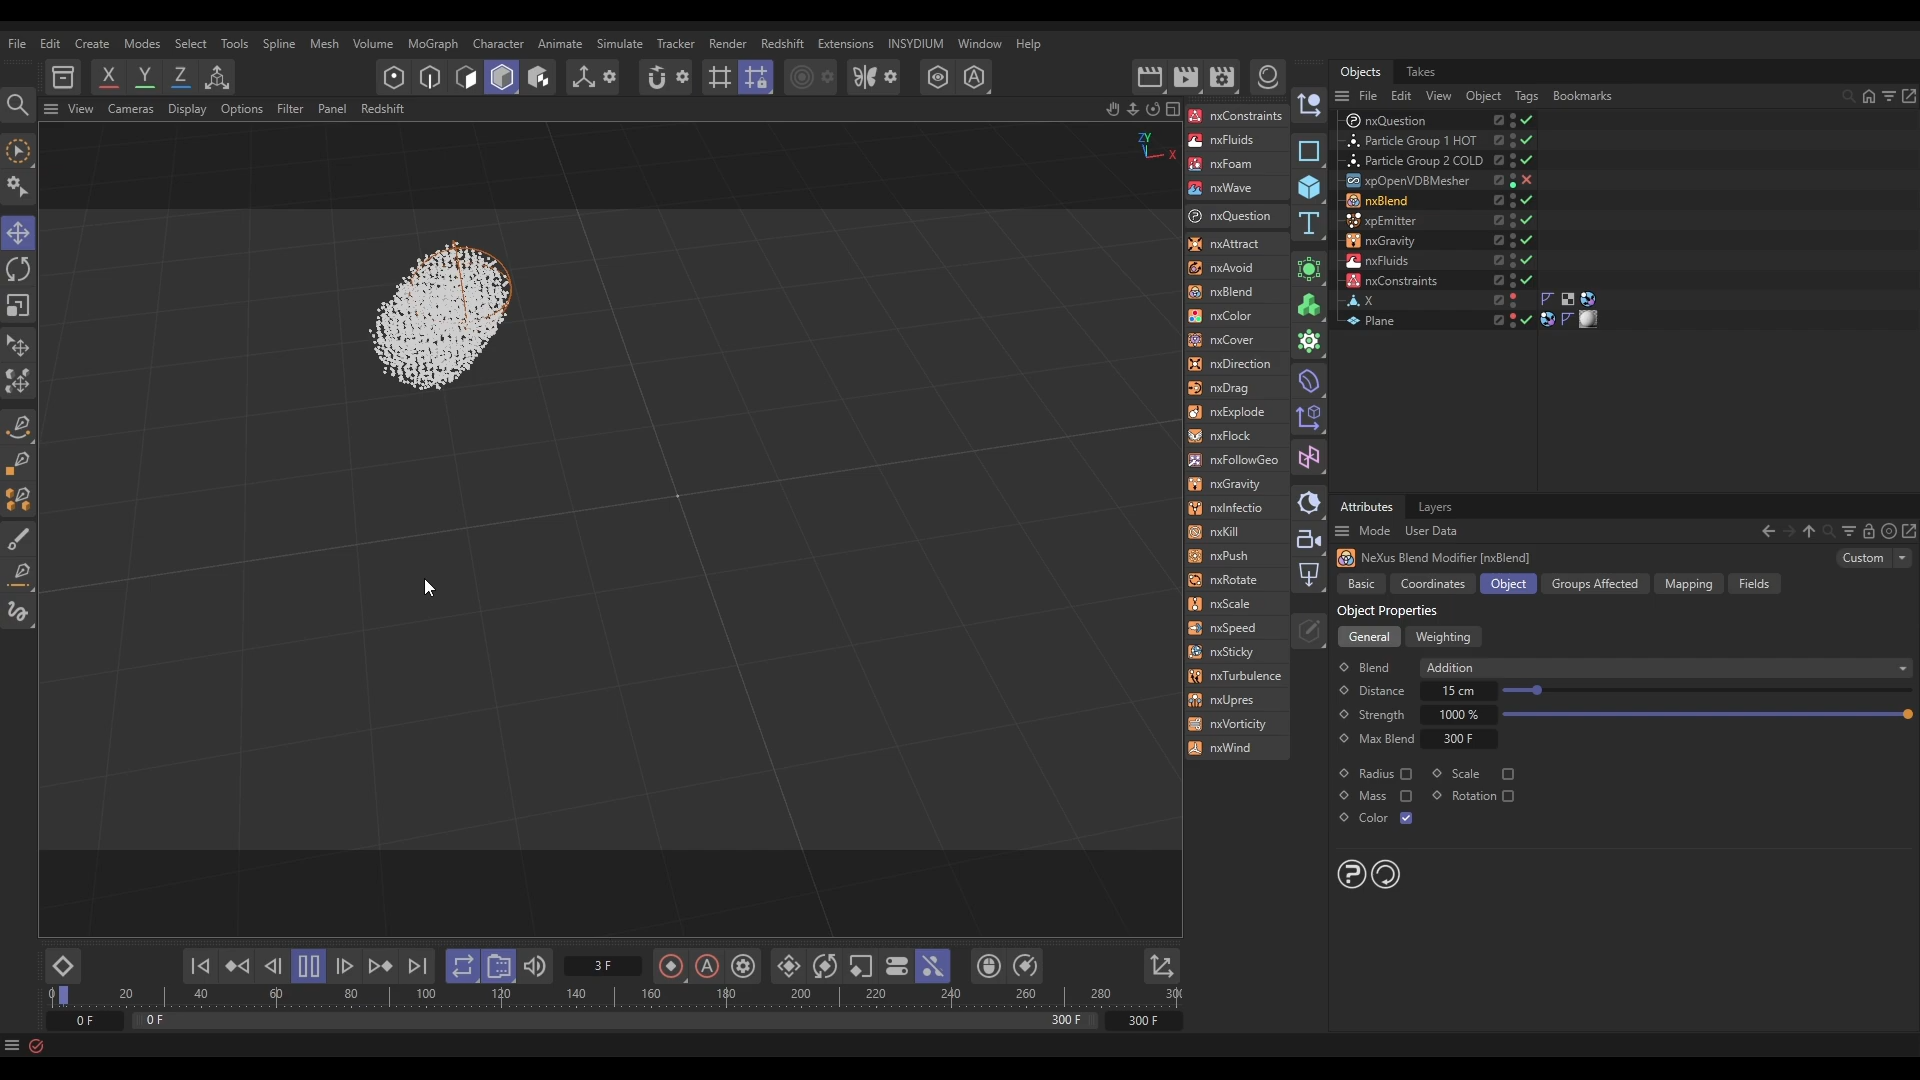 File Edit Create Modes Select Tools Spline Mesh Volume MoGraph Character Animate Simulate Tracker Render Redshift Extensions INSYDIUM Window Help
X Y Z
View Cameras Display Options Filter Panel Redshift
ZY
X
nxConstraints
nxFluids
nxFoam
nxWave
nxQuestion
nxAttract
nxAvoid
nxBlend
nxColor
nxCover
nxDirection
nxDrag
nxExplode
nxFlock
nxFollowGeo
nxGravity
nxInfectio
nxKill
nxPush
nxRotate
nxScale
nxSpeed
nxSticky
nxTurbulence
nxUpres
nxVorticity
nxWind
Objects Takes
File Edit View Object Tags Bookmarks
nxQuestion
Particle Group 1 HOT
Particle Group 2 COLD
xpOpenVDBMesher
nxBlend
xpEmitter
nxGravity
nxFluids
nxConstraints
X
Plane
Attributes Layers
Mode User Data
NeXus Blend Modifier [nxBlend] Custom
Basic Coordinates Object Groups Affected Mapping Fields
Object Properties
General Weighting
Blend Addition
Distance 15 cm
Strength 1000 %
Max Blend 300 F
Radius Scale
Mass Rotation
Color
3 F
0 20 40 60 80 100 120 140 160 180 200 220 240 260 280 300
0 F 0 F 300 F 300 F